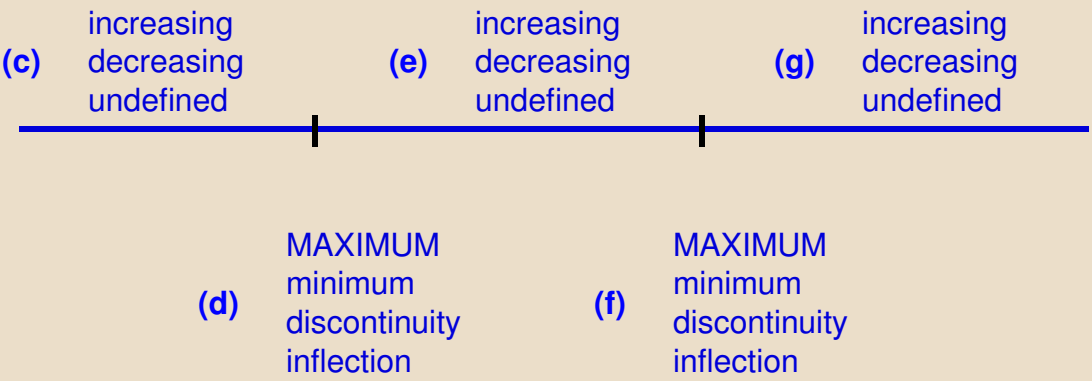 increasing increasing increasing
(c) decreasing (e) decreasing (g) decreasing
undefined undefined undefined
MAXIMUM MAXIMUM
minimum minimum
(d) (f)
discontinuity discontinuity
inflection inflection